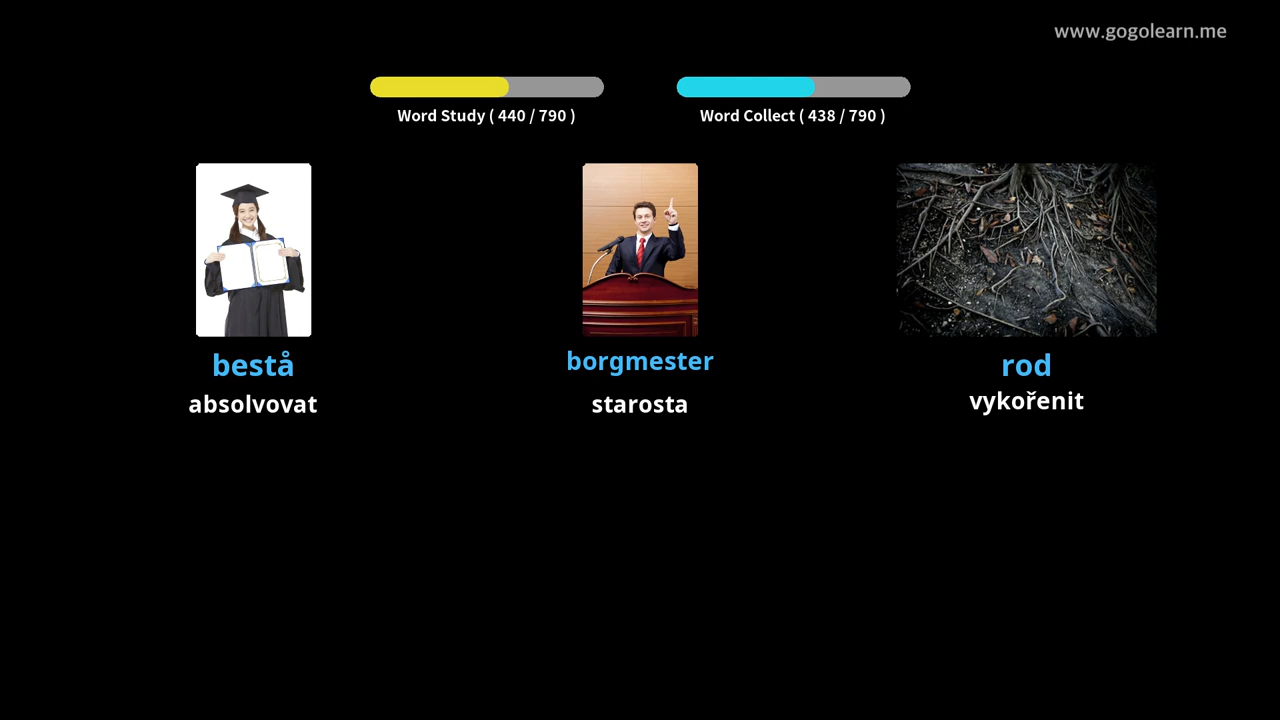 www.gogolearn.me
Word Study ( 440 / 790 )
Word Collect ( 438 / 790 )
bestå
borgmester
rod
absolvovat
starosta
vykořenit